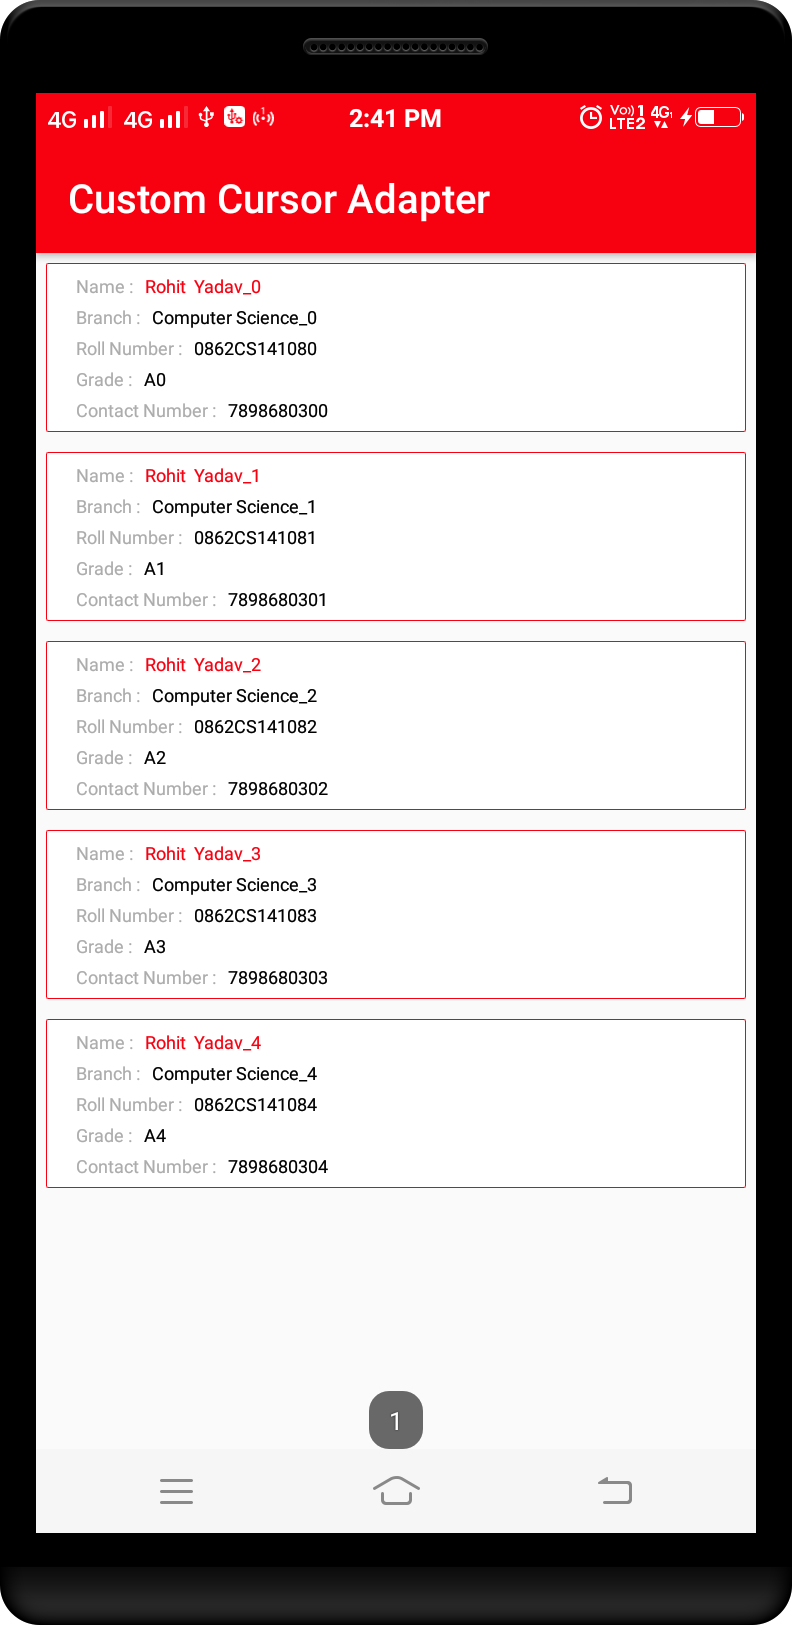 4G 4G 2:41 PM Vo)) 1 LTE2 4G
Custom Cursor Adapter
Name : Rohit Yadav_0
Branch : Computer Science_0
Roll Number : 0862CS141080
Grade : A0
Contact Number : 7898680300
Name : Rohit Yadav_1
Branch : Computer Science_1
Roll Number : 0862CS141081
Grade : A1
Contact Number : 7898680301
Name : Rohit Yadav_2
Branch : Computer Science_2
Roll Number : 0862CS141082
Grade : A2
Contact Number : 7898680302
Name : Rohit Yadav_3
Branch : Computer Science_3
Roll Number : 0862CS141083
Grade : A3
Contact Number : 7898680303
Name : Rohit Yadav_4
Branch : Computer Science_4
Roll Number : 0862CS141084
Grade : A4
Contact Number : 7898680304
1